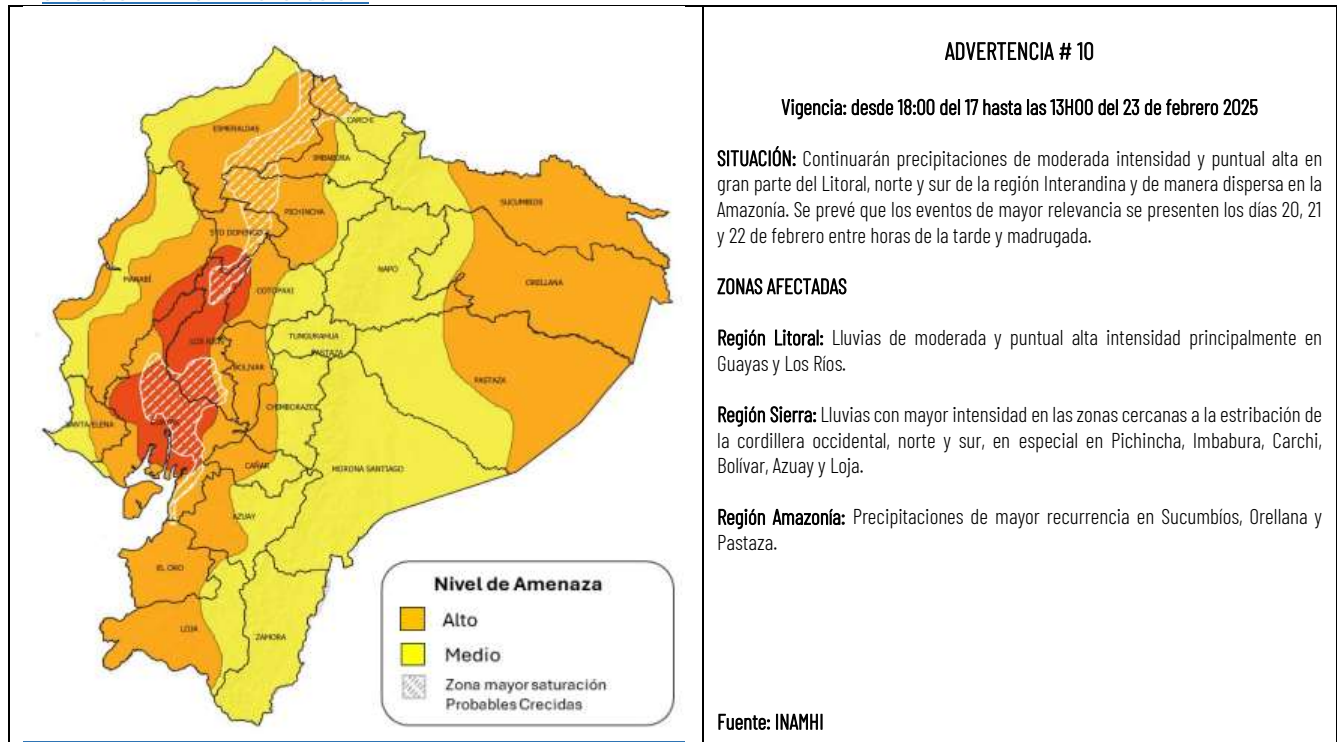 ESMERALDAS
CARCHI
IMBABURA
PICHINCHA
SUCUMBIOS
STO DOMINGO
NAPO
MANABÍ
COTOPAXI
ORELLANA
LOS RIOS
TUNGURAHUA
PASTAZA
BOLIVAR
PASTAZA
CHIMBORAZO
SANTA ELENA
CAÑAR
MORONA SANTIAGO
AZUAY
EL ORO
LOJA
ZAMORA
Nivel de Amenaza
Alto
Medio
Zona mayor saturación
Probables Crecidas
ADVERTENCIA # 10
Vigencia: desde 18:00 del 17 hasta las 13H00 del 23 de febrero 2025
SITUACIÓN: Continuarán precipitaciones de moderada intensidad y puntual alta en
gran parte del Litoral, norte y sur de la región Interandina y de manera dispersa en la
Amazonía. Se prevé que los eventos de mayor relevancia se presenten los días 20, 21
y 22 de febrero entre horas de la tarde y madrugada.
ZONAS AFECTADAS
Región Litoral: Lluvias de moderada y puntual alta intensidad principalmente en
Guayas y Los Ríos.
Región Sierra: Lluvias con mayor intensidad en las zonas cercanas a la estribación de
la cordillera occidental, norte y sur, en especial en Pichincha, Imbabura, Carchi,
Bolívar, Azuay y Loja.
Región Amazonía: Precipitaciones de mayor recurrencia en Sucumbíos, Orellana y
Pastaza.
Fuente: INAMHI